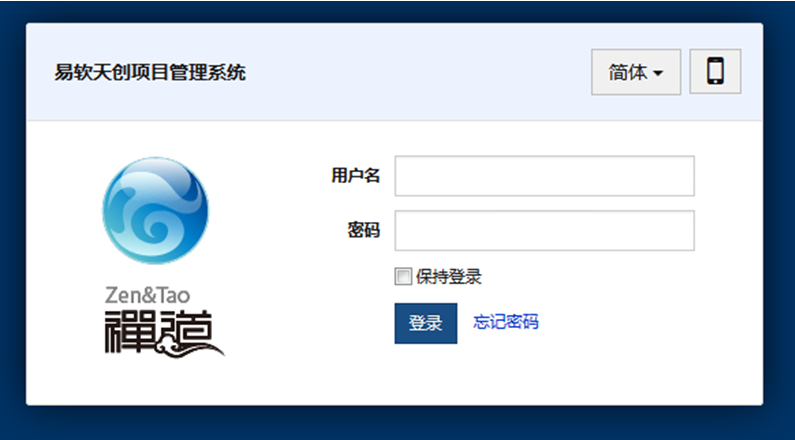 易软天创项目管理系统
简体
用户名
密码
保持登录
Zen&Tao
禅道
登录 忘记密码